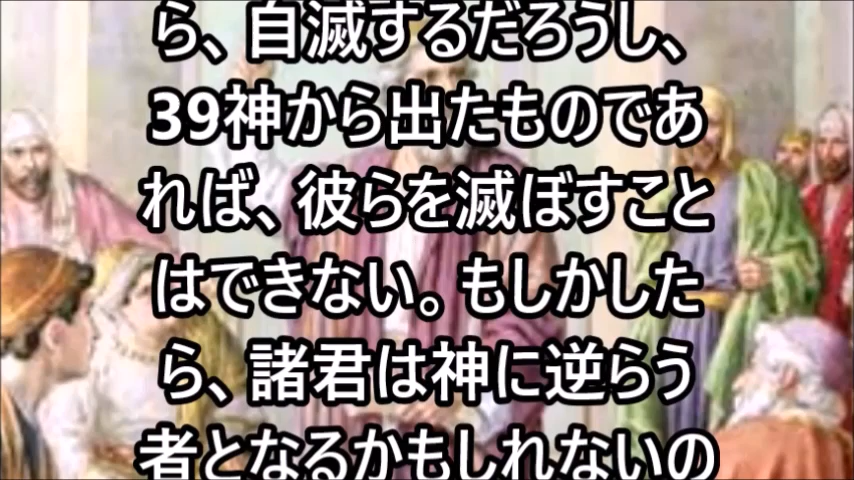 ら、自滅するだろうし、
39神から出たものであ
れば、彼らを滅ぼすこと
はできない。もしかした
ら、諸君は神に逆らう
者となるかもしれないの